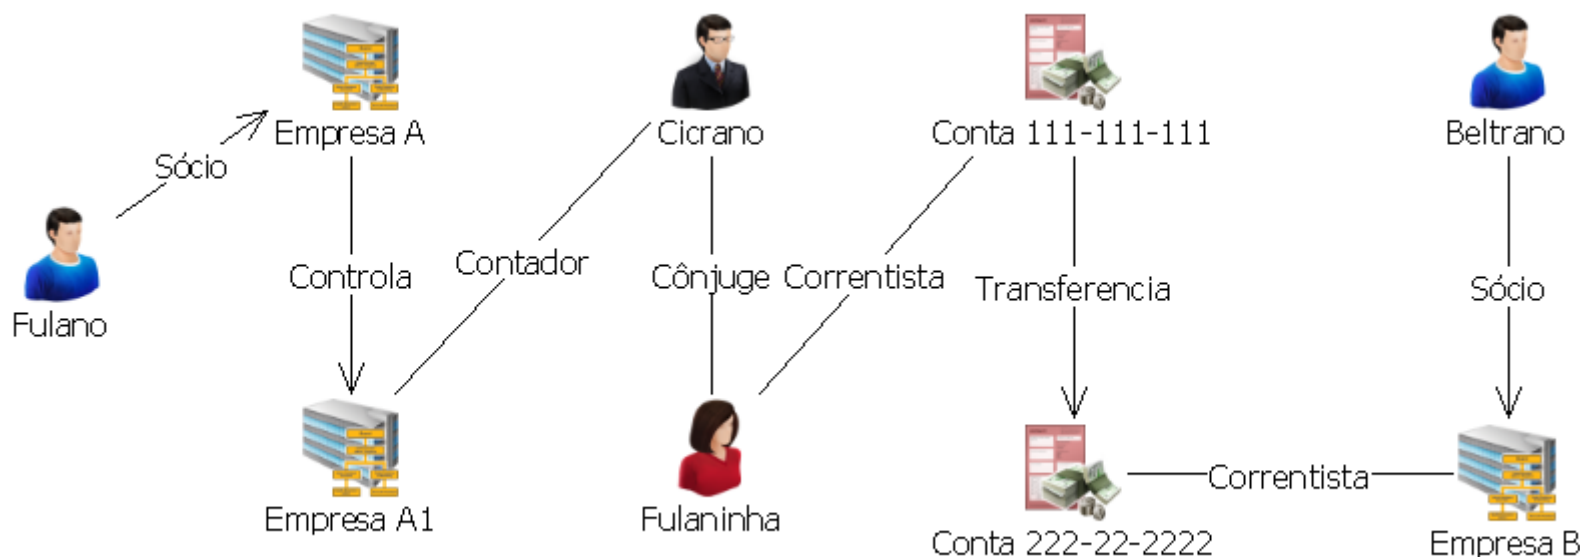 Empresa A
Cicrano
Conta 111-111-111
Beltrano
Sócio
Fulano
Controla
Contador
Cônjuge
Correntista
Transferencia
Sócio
Empresa A1
Fulaninha
Conta 222-22-2222
Correntista
Empresa B